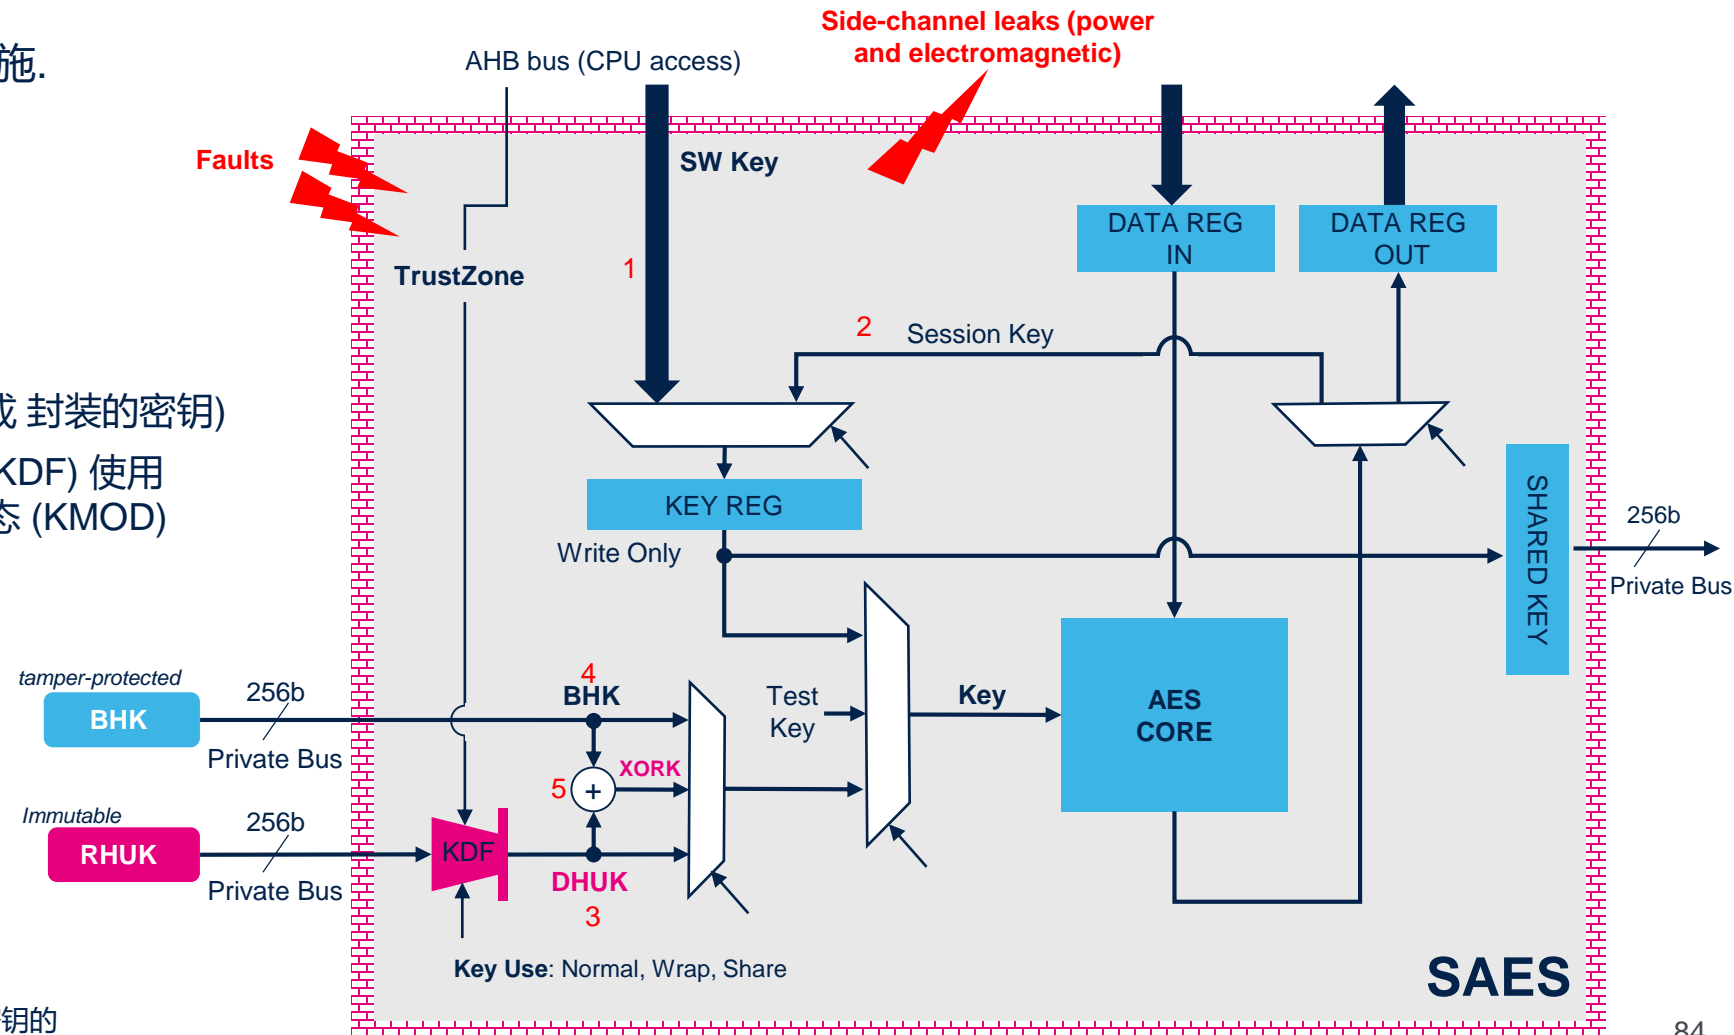 施.
Side-channel leaks (power
and electromagnetic)
AHB bus (CPU access)
Faults
SW Key
DATA REG
IN
DATA REG
OUT
TrustZone
1
2
Session Key
封装的密钥)
KDF) 使用
态 (KMOD)
KEY REG
Write Only
SHARED KEY
256b
Private Bus
tamper-protected
BHK
256b
Private Bus
4
BHK
Test
Key
Key
AES
CORE
5
+
XORK
Immutable
RHUK
256b
Private Bus
KDF
DHUK
3
Key Use: Normal, Wrap, Share
SAES
钥的
84